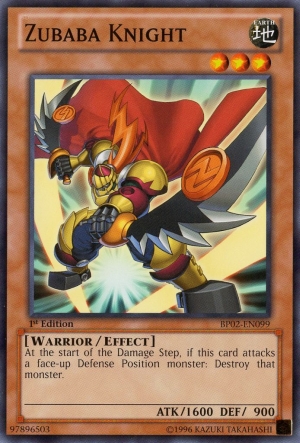 ZUBABA KNIGHT
EARTH
地
1st Edition
BP02-EN099
[WARRIOR / EFFECT]
At the start of the Damage Step, if this card attacks
a face-up Defense Position monster: Destroy that
monster.
ATK/1600 DEF/ 900
97896503
©1996 KAZUKI TAKAHASHI